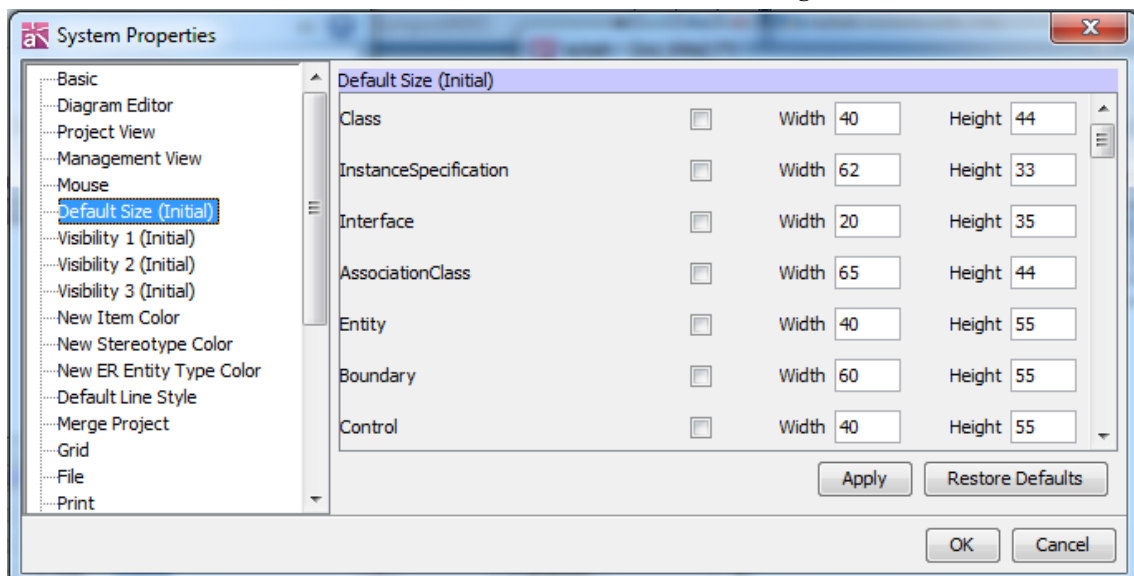 System Properties
Basic
Diagram Editor
Project View
Management View
Mouse
Default Size (Initial)
Visibility 1 (Initial)
Visibility 2 (Initial)
Visibility 3 (Initial)
New Item Color
New Stereotype Color
New ER Entity Type Color
Default Line Style
Merge Project
Grid
File
Print
Default Size (Initial)
Class Width 40 Height 44
InstanceSpecification Width 62 Height 33
Interface Width 20 Height 35
AssociationClass Width 65 Height 44
Entity Width 40 Height 55
Boundary Width 60 Height 55
Control Width 40 Height 55
Apply Restore Defaults
OK Cancel